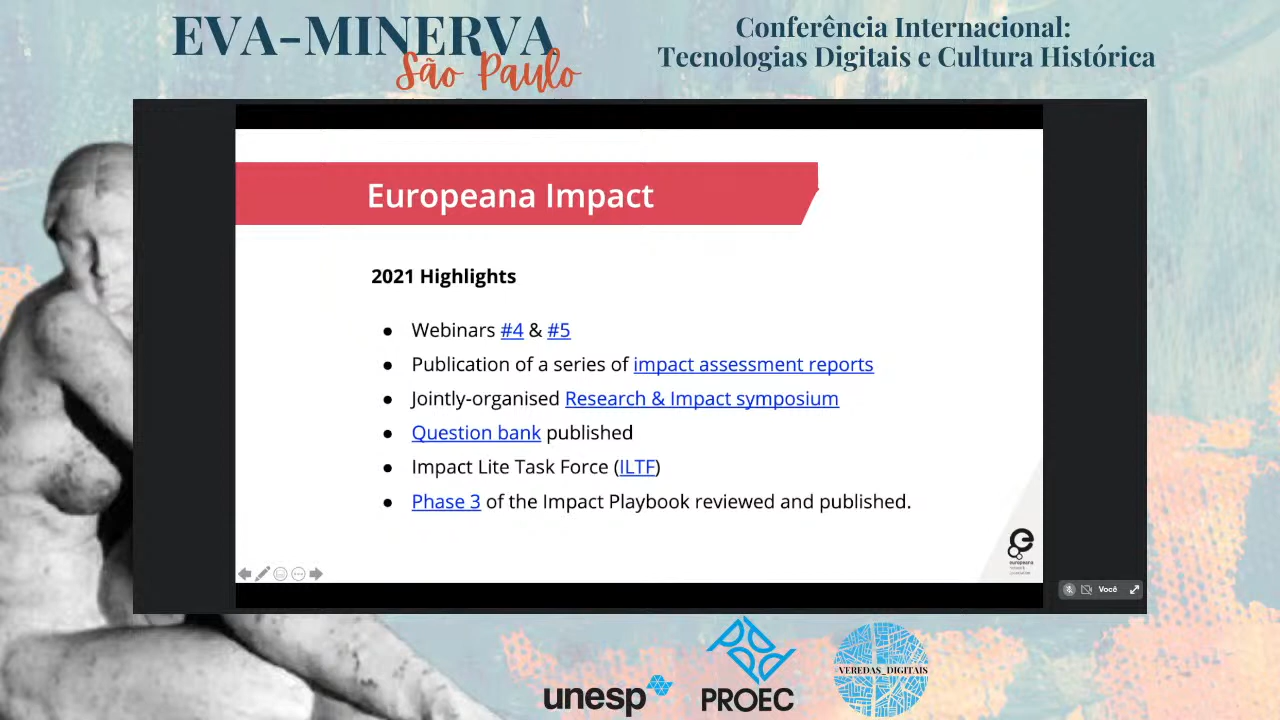 EVA-MINERVA
São Paulo
Conferência Internacional:
Tecnologias Digitais e Cultura Histórica
Europeana Impact
2021 Highlights
● Webinars #4 & #5
● Publication of a series of impact assessment reports
● Jointly-organised Research & Impact symposium
● Question bank published
● Impact Lite Task Force (ILTF)
● Phase 3 of the Impact Playbook reviewed and published.
europeana
Você
unesp
PROEC
VEREDAS_DIGITAIS